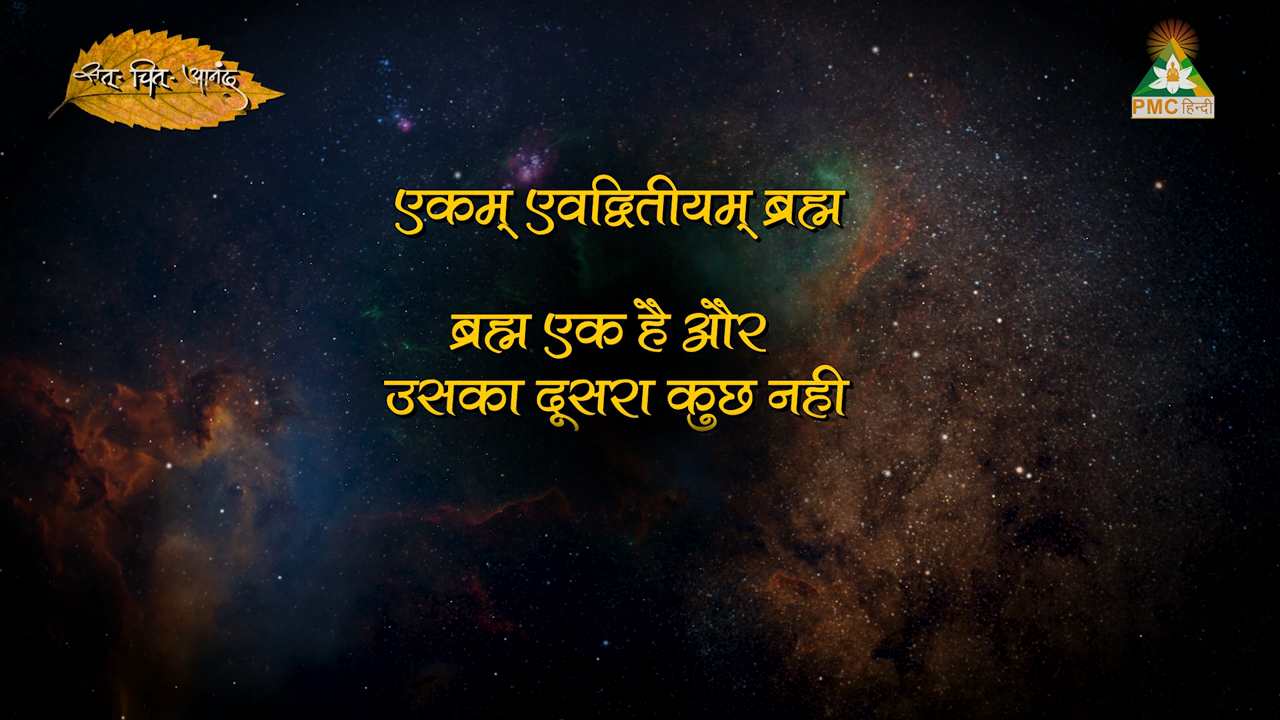 सत्. चित्. आनंद
PMC हिन्दी
एकम् एवद्वितीयम् ब्रह्म
ब्रह्म एक है और
उसका दूसरा कुछ नही